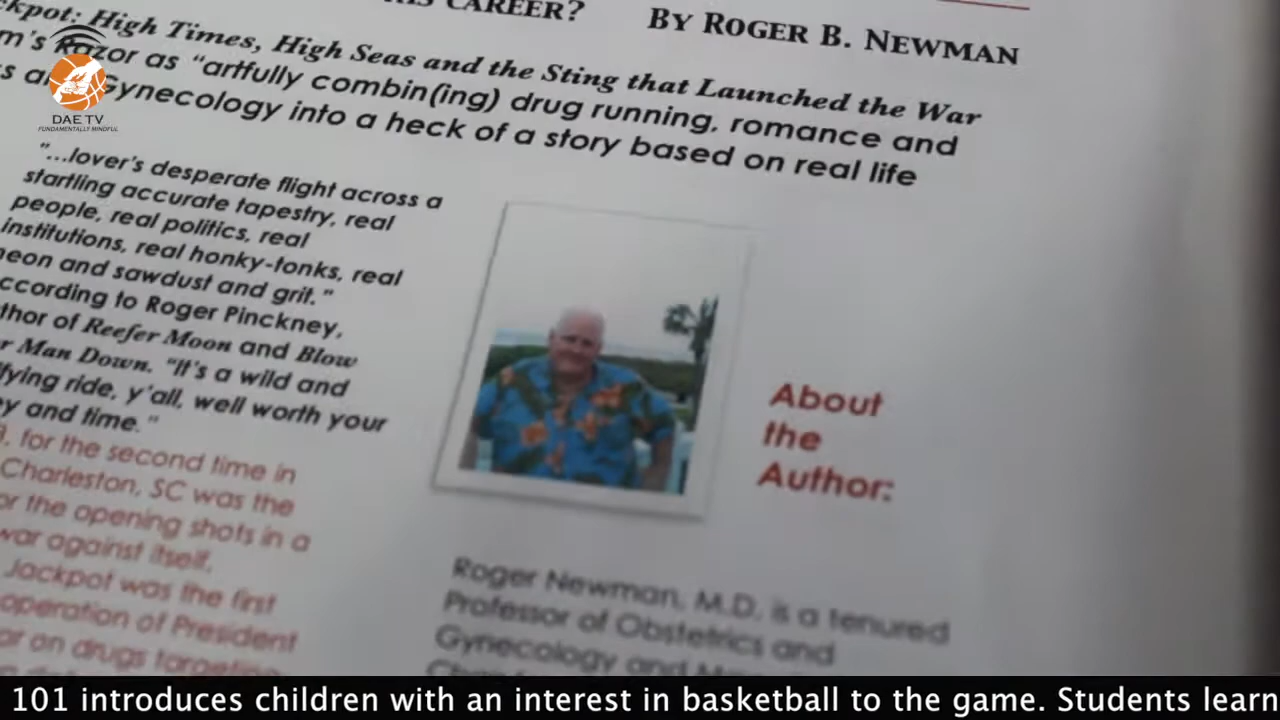 HIS CAREER? BY ROGER B. NEWMAN
ckpot: High Times, High Seas and the Sting that Launched the War
m's Razor as "artfully combin(ing) drug running, romance and
Gynecology into a heck of a story based on real life
DAE TV
FUNDAMENTALLY MINDFUL
"...lover's desperate flight across a
startling accurate tapestry, real
people, real politics, real
institutions, real honky-tonks, real
neon and sawdust and grit."
ccording to Roger Pinckney,
thor of Reefer Moon and Blow
r Man Down. "It's a wild and
fying ride, y'all, well worth your
ey and time."
, for the second time in
Charleston, SC was the
or the opening shots in a
war against itself.
Jackpot was the first
operation of President
ar on drugs targeting
About
the
Author:
Roger Newman, M.D. is a tenured
Professor of Obstetrics and
Gynecology and
101 introduces children with an interest in basketball to the game. Students learn